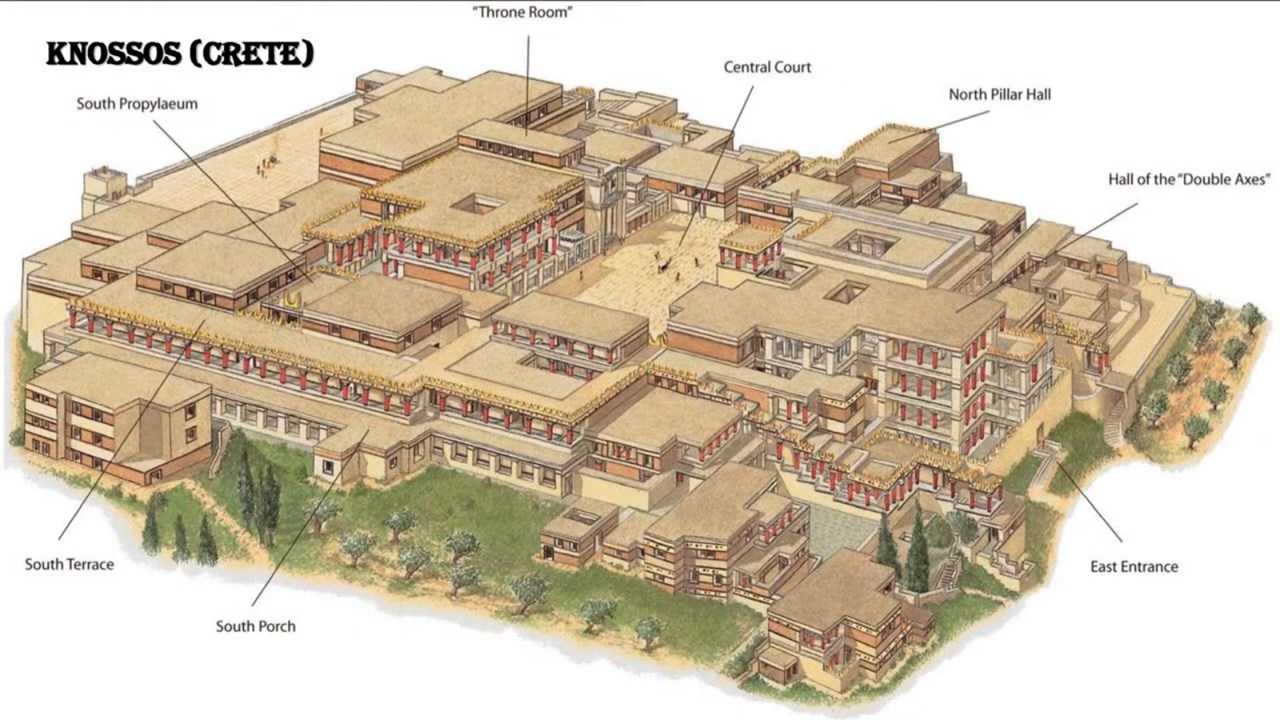 "Throne Room"
KNOSSOS (CRETE)
Central Court
South Propylaeum
North Pillar Hall
Hall of the "Double Axes"
South Terrace
East Entrance
South Porch